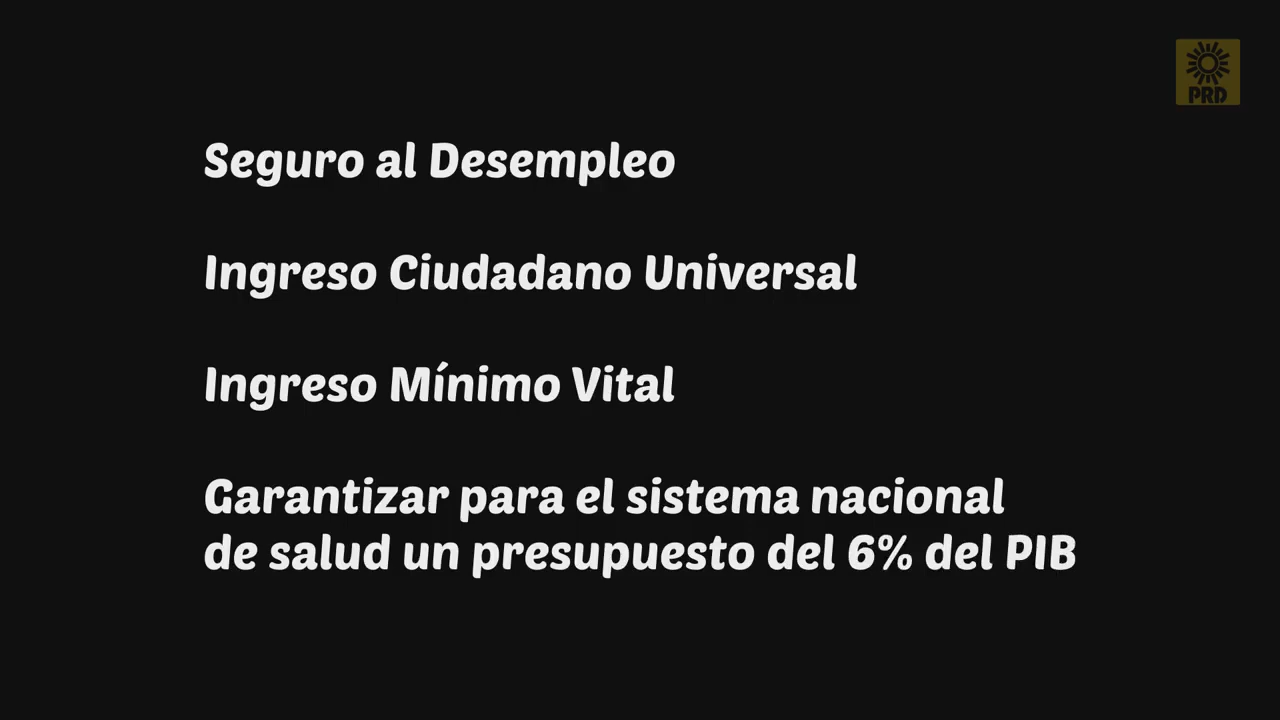 PRD
Seguro al Desempleo
Ingreso Ciudadano Universal
Ingreso Mínimo Vital
Garantizar para el sistema nacional
de salud un presupuesto del 6% del PIB